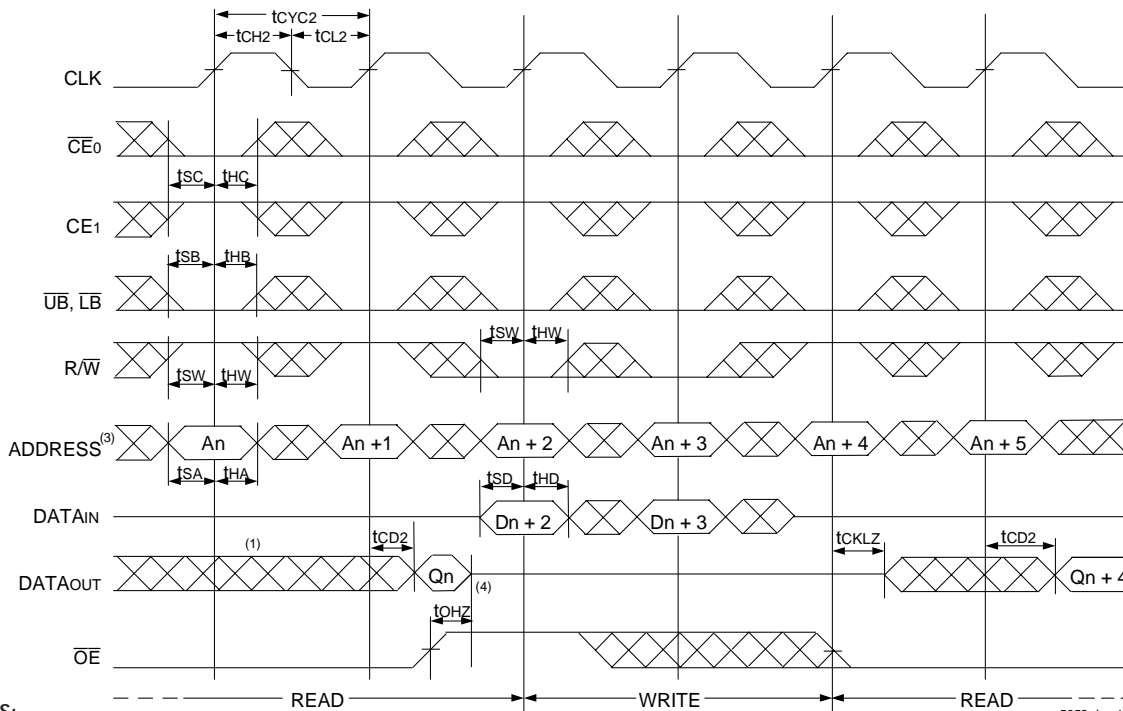 tCYC2
tCH2 tCL2
CLK
CE0
tSC tHC
CE1
tSB tHB
UB, LB
tSW tHW
R/W
tSW tHW
ADDRESS(3) An An +1 An + 2 An + 3 An + 4 An + 5
tSA tHA tSD tHD
DATAIN Dn + 2 Dn + 3
(1) tCD2 tCKLZ tCD2
DATAOUT Qn (4) Qn + 4
tOHZ
OE
READ WRITE READ